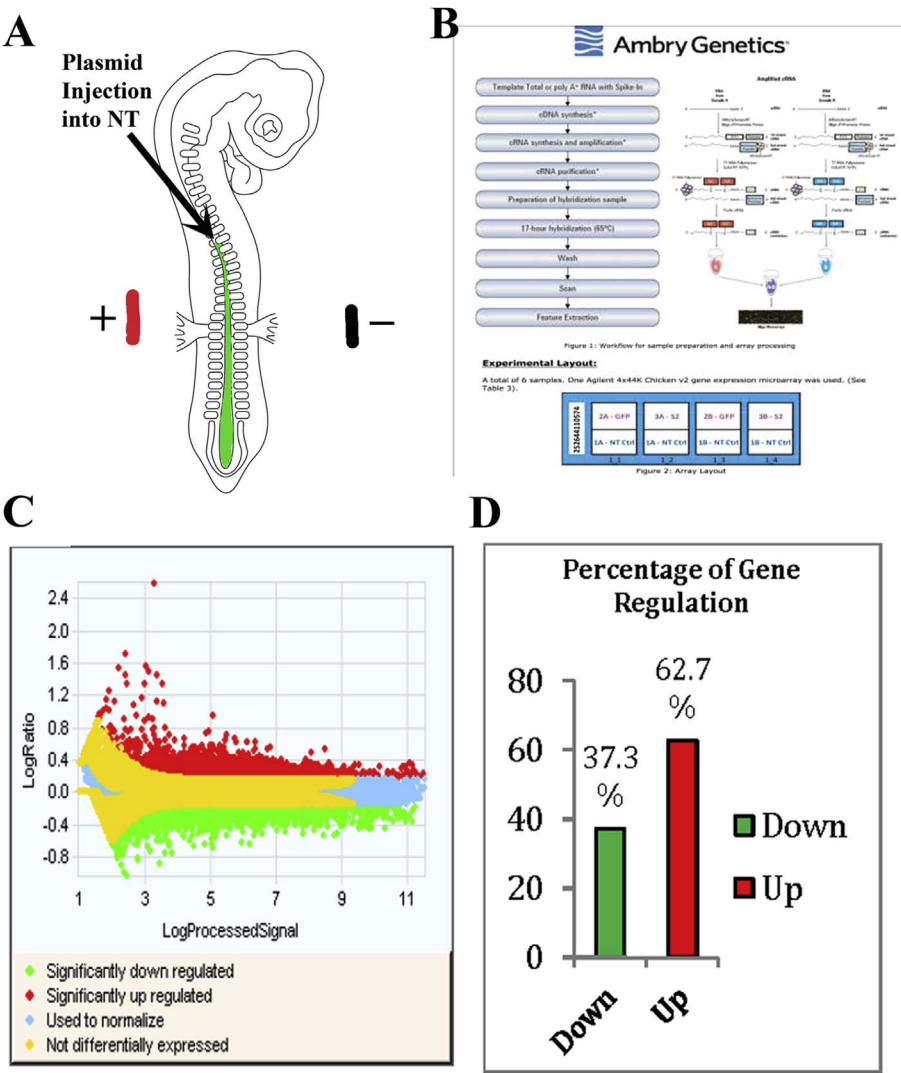 A
Plasmid
Injection
into NT
+
−
B
Ambry Genetics™
Template Total or poly A+ RNA with Spike-In
cDNA synthesis*
cRNA synthesis and amplification*
cRNA purification*
Preparation of hybridization sample
17-hour hybridization (65°C)
Wash
Scan
Feature Extraction
Amplified cRNA
Figure 1: Workflow for sample preparation and array processing
Experimental Layout:
A total of 6 samples. One Agilent 4x44K Chicken v2 gene expression microarray was used. (See
Table 3).
2A - GFP
3A - S2
2B - GFP
3B - S2
1A - NT Ctrl
1A - NT Ctrl
1B - NT Ctrl
1B - NT Ctrl
1_1
1_2
1_3
1_4
Figure 2: Array Layout
C
LogRatio
2.4
2.0
1.6
1.2
0.8
0.4
0.0
-0.4
-0.8
1 3 5 7 9 11
LogProcessedSignal
Significantly down regulated
Significantly up regulated
Used to normalize
Not differentially expressed
D
Percentage of Gene
Regulation
80
60
40
20
0
37.3
%
62.7
%
Down
Up
Down
Up